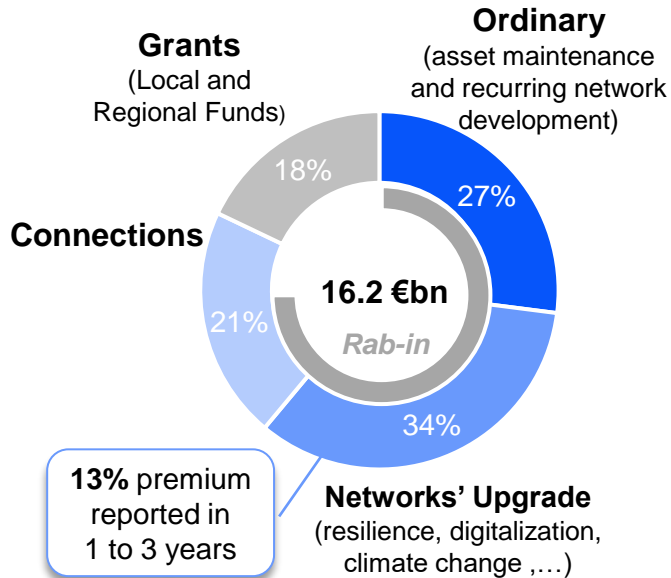 Ordinary
(asset maintenance
and recurring network
development)
Grants
(Local and
Regional Funds)
18%
27%
Connections
16.2 €bn
Rab-in
21%
34%
13% premium
reported in
1 to 3 years
Networks’ Upgrade
(resilience, digitalization,
climate change ,…)